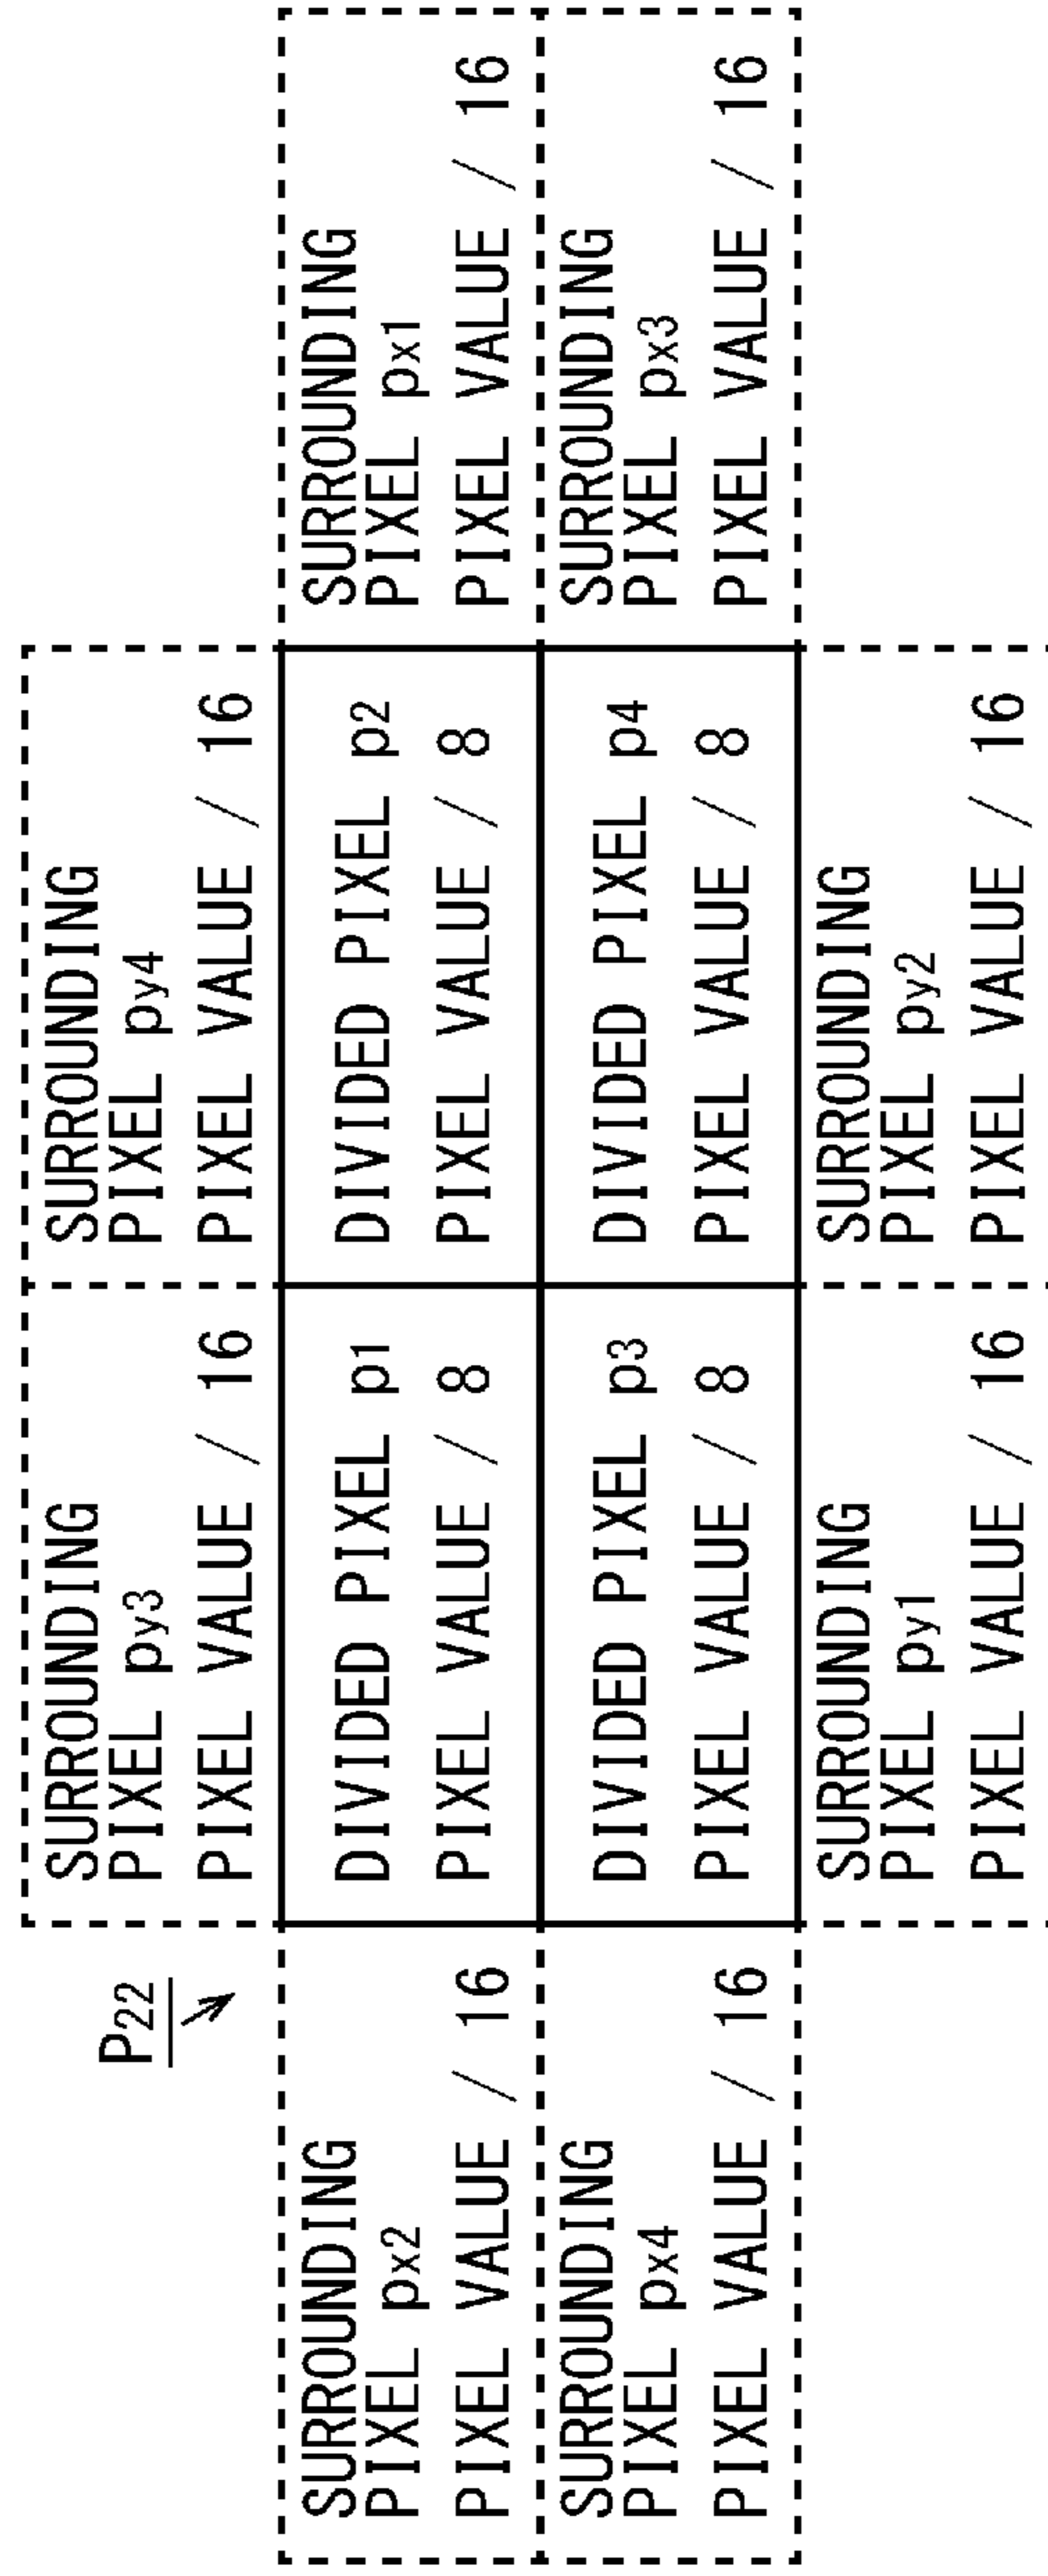 P22
SURROUNDING
PIXEL py3
PIXEL VALUE / 16
SURROUNDING
PIXEL py4
PIXEL VALUE / 16
SURROUNDING
PIXEL px2
PIXEL VALUE / 16
DIVIDED PIXEL p1
PIXEL VALUE / 8
DIVIDED PIXEL p2
PIXEL VALUE / 8
SURROUNDING
PIXEL px1
PIXEL VALUE / 16
SURROUNDING
PIXEL px4
PIXEL VALUE / 16
DIVIDED PIXEL p3
PIXEL VALUE / 8
DIVIDED PIXEL p4
PIXEL VALUE / 8
SURROUNDING
PIXEL px3
PIXEL VALUE / 16
SURROUNDING
PIXEL py1
PIXEL VALUE / 16
SURROUNDING
PIXEL py2
PIXEL VALUE / 16